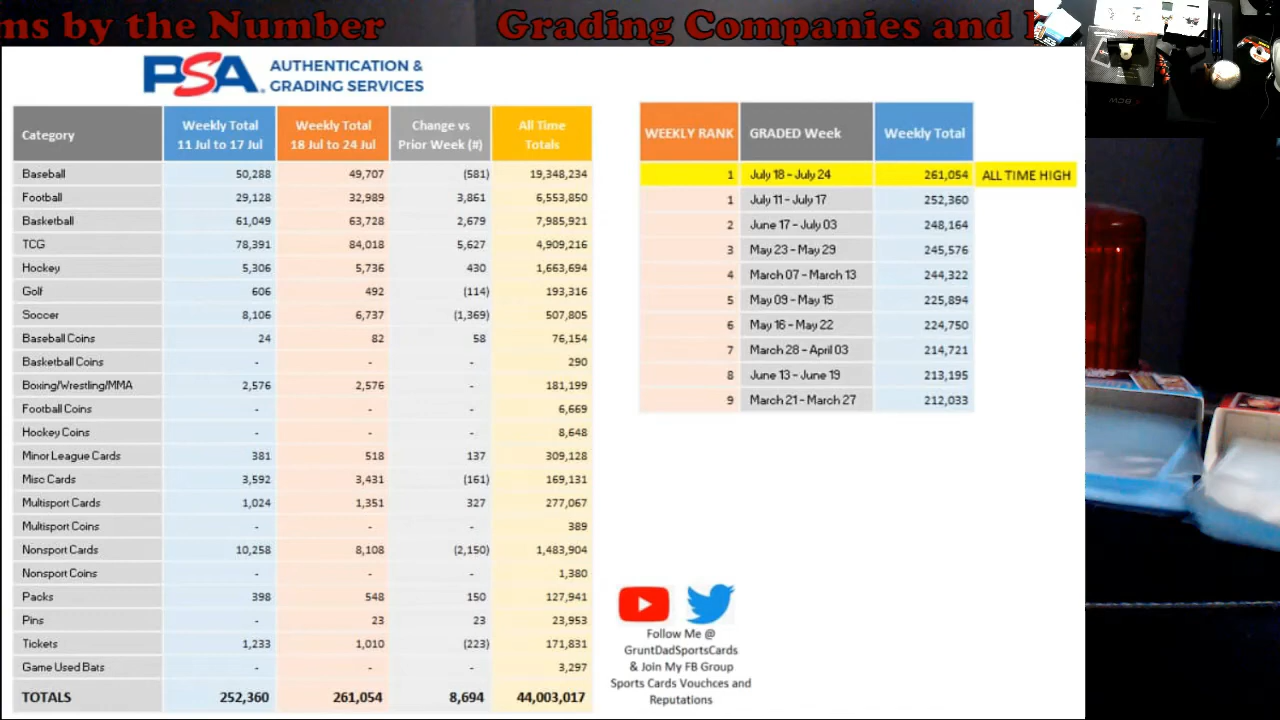 ms by the Number Grading Companies and
PSA AUTHENTICATION &
GRADING SERVICES
Category Weekly Total 11 Jul to 17 Jul Weekly Total 18 Jul to 24 Jul Change vs Prior Week (#) All Time Totals
Baseball 50,288 49,707 (581) 19,348,234
Football 29,128 32,989 3,861 6,553,850
Basketball 61,049 63,728 2,679 7,985,921
TCG 78,391 84,018 5,627 4,909,216
Hockey 5,306 5,736 430 1,663,694
Golf 606 492 (114) 193,316
Soccer 8,106 6,737 (1,369) 507,805
Baseball Coins 24 82 58 76,154
Basketball Coins - - - 290
Boxing/Wrestling/MMA 2,576 2,576 - 181,199
Football Coins - - - 6,669
Hockey Coins - - - 8,648
Minor League Cards 381 518 137 309,128
Misc Cards 3,592 3,431 (161) 169,131
Multisport Cards 1,024 1,351 327 277,067
Multisport Coins - - - 389
Nonsport Cards 10,258 8,108 (2,150) 1,483,904
Nonsport Coins - - - 1,380
Packs 398 548 150 127,941
Pins - 23 23 23,953
Tickets 1,233 1,010 (223) 171,831
Game Used Bats - - - 3,297
TOTALS 252,360 261,054 8,694 44,003,017
WEEKLY RANK GRADED Week Weekly Total
1 July 18 - July 24 261,054 ALL TIME HIGH
1 July 11 - July 17 252,360
2 June 17 - July 03 248,164
3 May 23 - May 29 245,576
4 March 07 - March 13 244,322
5 May 09 - May 15 225,894
6 May 16 - May 22 224,750
7 March 28 - April 03 214,721
8 June 13 - June 19 213,195
9 March 21 - March 27 212,033
Follow Me @
GruntDadSportsCards
& Join My FB Group
Sports Cards Vouchces and
Reputations